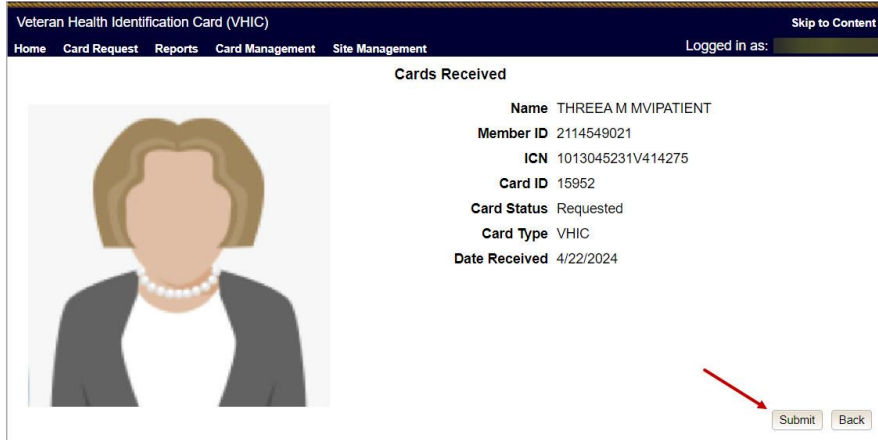 Veteran Health Identification Card (VHIC) Skip to Content
Home Card Request Reports Card Management Site Management Logged in as:
Cards Received
Name THREEA M MVIPATIENT
Member ID 2114549021
ICN 1013045231V414275
Card ID 15952
Card Status Requested
Card Type VHIC
Date Received 4/22/2024
Submit Back